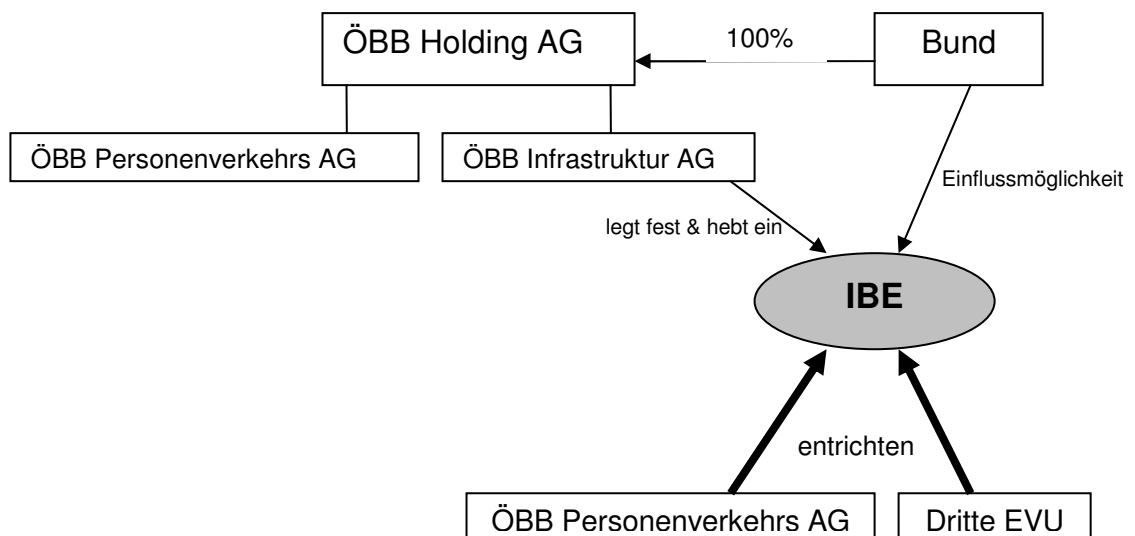 ÖBB Holding AG
100%
Bund
ÖBB Personenverkehrs AG
ÖBB Infrastruktur AG
Einflussmöglichkeit
legt fest & hebt ein
IBE
entrichten
ÖBB Personenverkehrs AG
Dritte EVU